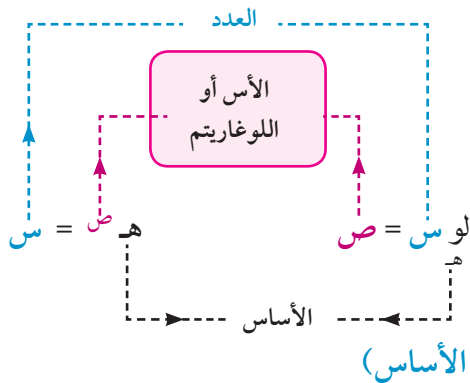 العدد
الأس أو
اللوغاريتم
لو هـ س = ص
هـ ص = س
الأساس
الأساس)